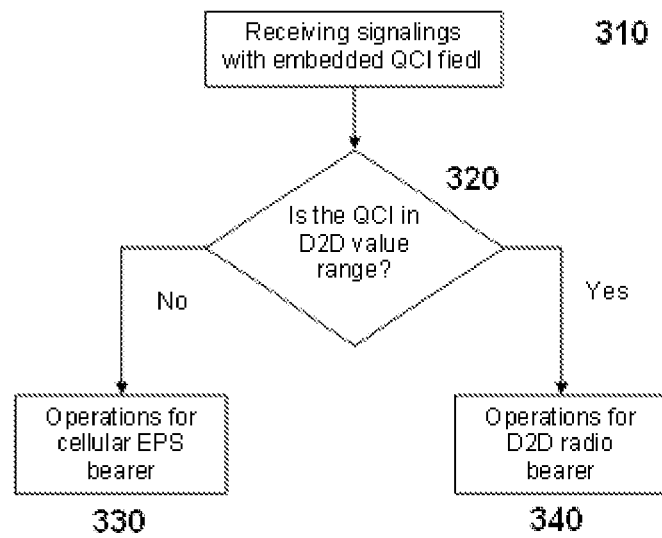 Receiving signalings
with embedded QCI fiedl
310
320
Is the QCI in
D2D value
range?
No
Yes
Operations for
cellular EPS
bearer
Operations for
D2D radio
bearer
330
340